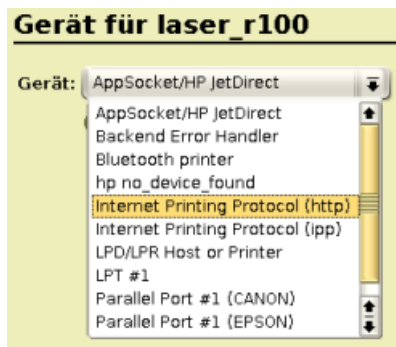 Gerät für laser_r100
Gerät: AppSocket/HP JetDirect
AppSocket/HP JetDirect
Backend Error Handler
Bluetooth printer
hp no_device_found
Internet Printing Protocol (http)
Internet Printing Protocol (ipp)
LPD/LPR Host or Printer
LPT #1
Parallel Port #1 (CANON)
Parallel Port #1 (EPSON)